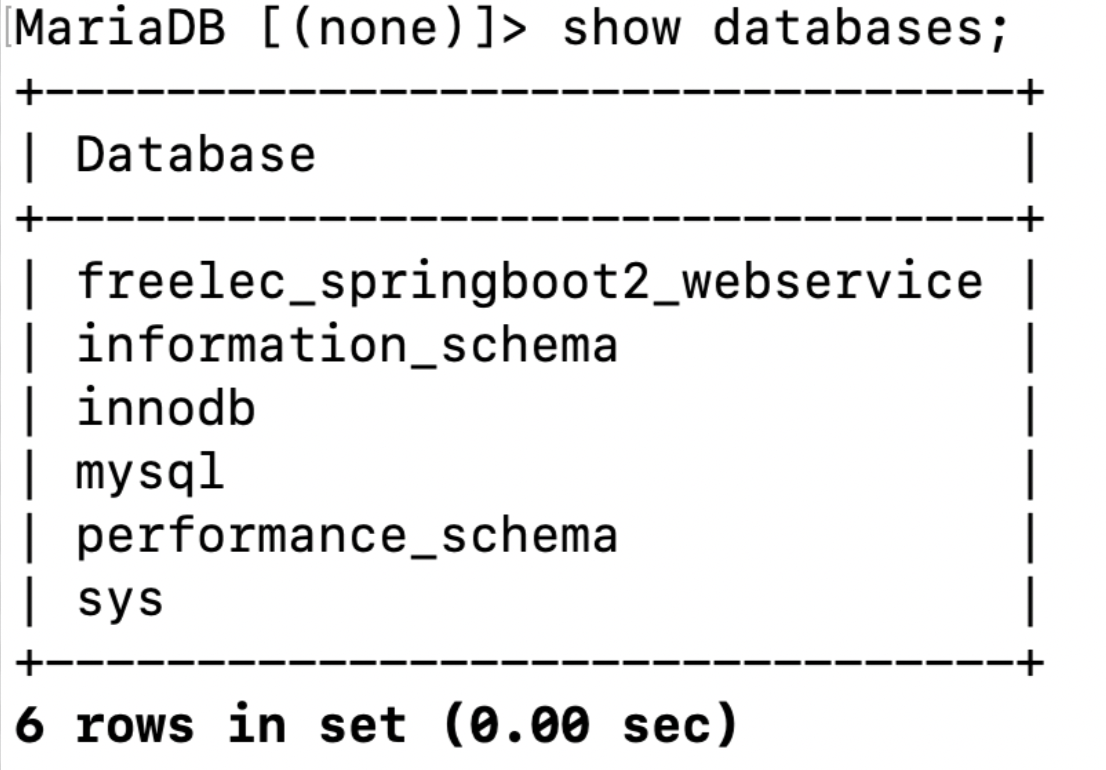 [MariaDB [(none)]> show databases;
+--------------------------------+
| Database                       |
+--------------------------------+
| freelec_springboot2_webservice |
| information_schema             |
| innodb                         |
| mysql                          |
| performance_schema             |
| sys                            |
+--------------------------------+
6 rows in set (0.00 sec)